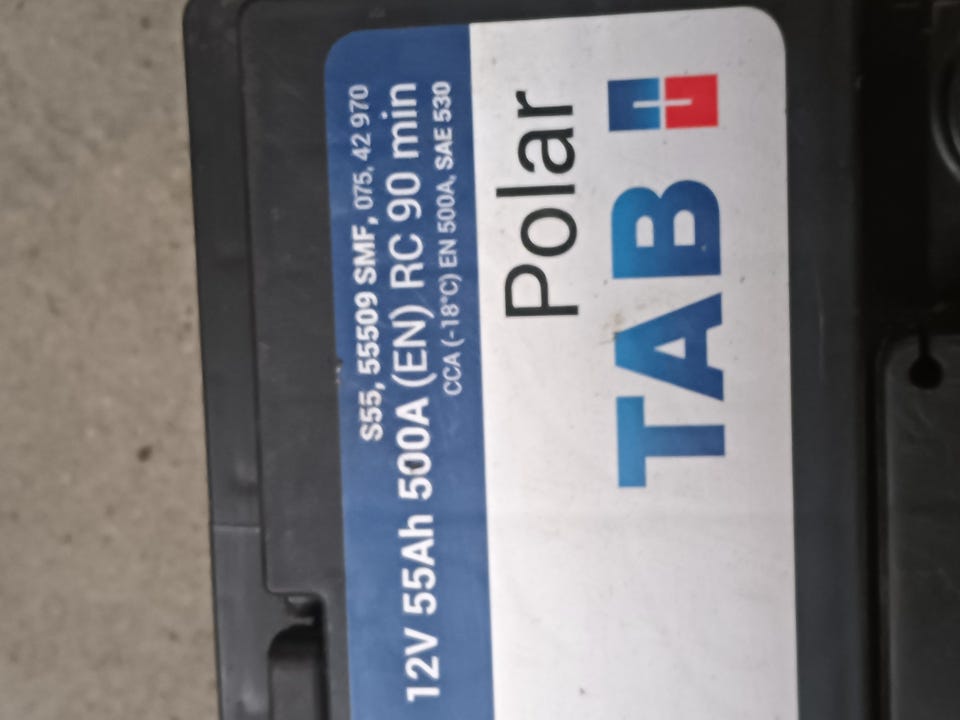 S55, 55509 SMF, 075, 42 970
12V 55Ah 500A (EN) RC 90 min
CCA (-18°C) EN 500A, SAE 530
Polar
TAB